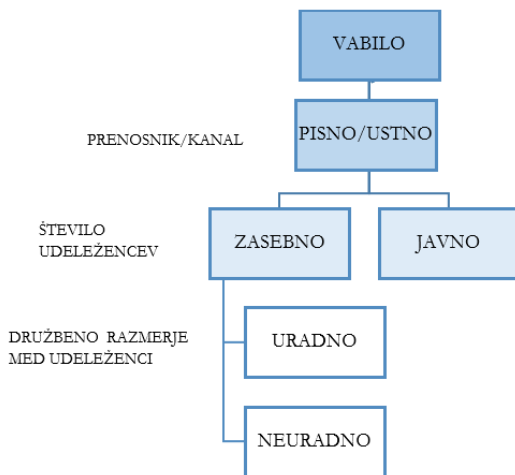 VABILO
PRENOSNIK/KANAL
PISNO/USTNO
ŠTEVILO
UDELEŽENCEV
ZASEBNO
JAVNO
DRUŽBENO RAZMERJE
MED UDELEŽENCI
URADNO
NEURADNO